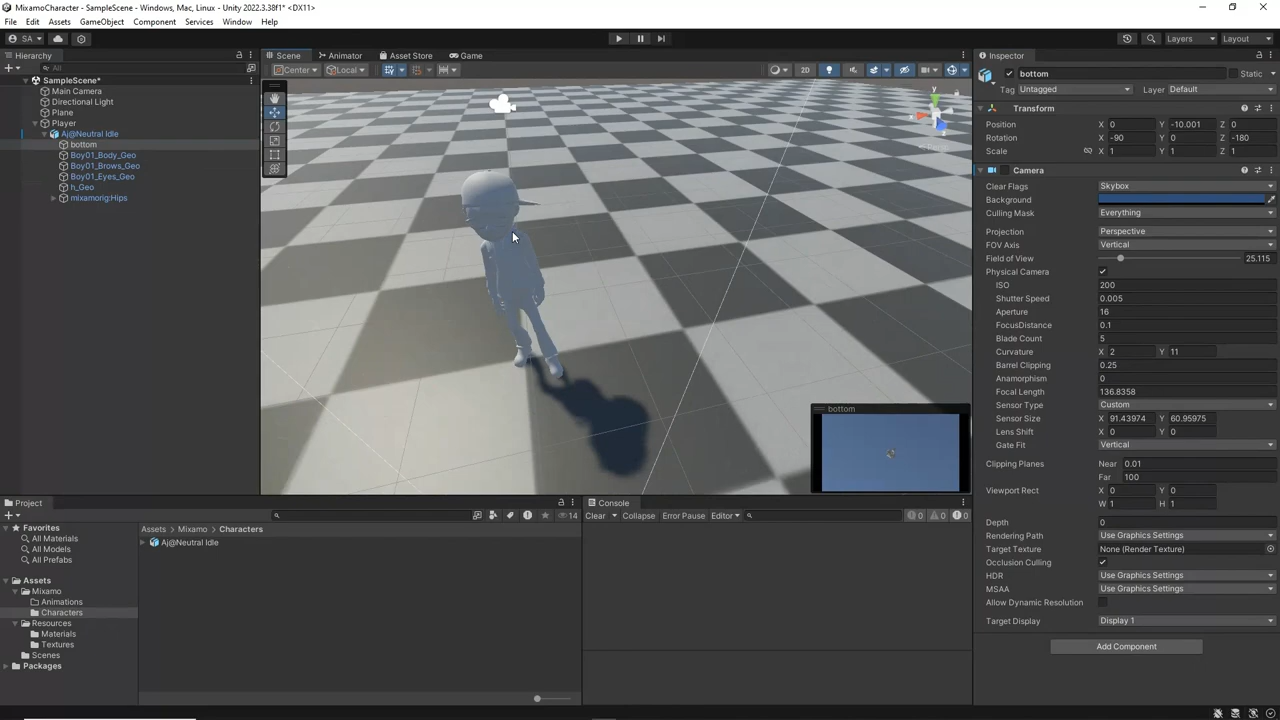 MixamoCharacter - SampleScene - Windows, Mac, Linux - Unity 2022.3.38f1* <DX11>
File Edit Assets GameObject Component Services Window Help
SA Layers Layout
Hierarchy
All
SampleScene*
Main Camera
Directional Light
Plane
Player
Aj@Neutral Idle
bottom
Boy01_Body_Geo
Boy01_Brows_Geo
Boy01_Eyes_Geo
h_Geo
mixamorig:Hips
Scene Animator Asset Store Game
Center Local 2D
y
x
Persp
bottom
Inspector
bottom Static
Tag Untagged Layer Default
Transform
Position X 0 Y -10.001 Z 0
Rotation X -90 Y 0 Z -180
Scale X 1 Y 1 Z 1
Camera
Clear Flags Skybox
Background
Culling Mask Everything
Projection Perspective
FOV Axis Vertical
Field of View 25.115
Physical Camera
ISO 200
Shutter Speed 0.005
Aperture 16
FocusDistance 0.1
Blade Count 5
Curvature X 2 Y 11
Barrel Clipping 0.25
Anamorphism 0
Focal Length 136.8358
Sensor Type Custom
Sensor Size X 91.43974 Y 60.95975
Lens Shift X 0 Y 0
Gate Fit Vertical
Clipping Planes Near 0.01
Far 100
Viewport Rect X 0 Y 0
W 1 H 1
Depth 0
Rendering Path Use Graphics Settings
Target Texture None (Render Texture)
Occlusion Culling
HDR Use Graphics Settings
MSAA Use Graphics Settings
Allow Dynamic Resolution
Target Display Display 1
Add Component
Project
14
Favorites
All Materials
All Models
All Prefabs
Assets
Mixamo
Animations
Characters
Resources
Materials
Textures
Scenes
Packages
Assets Mixamo Characters
Aj@Neutral Idle
Console
Clear Collapse Error Pause Editor 0 0 0